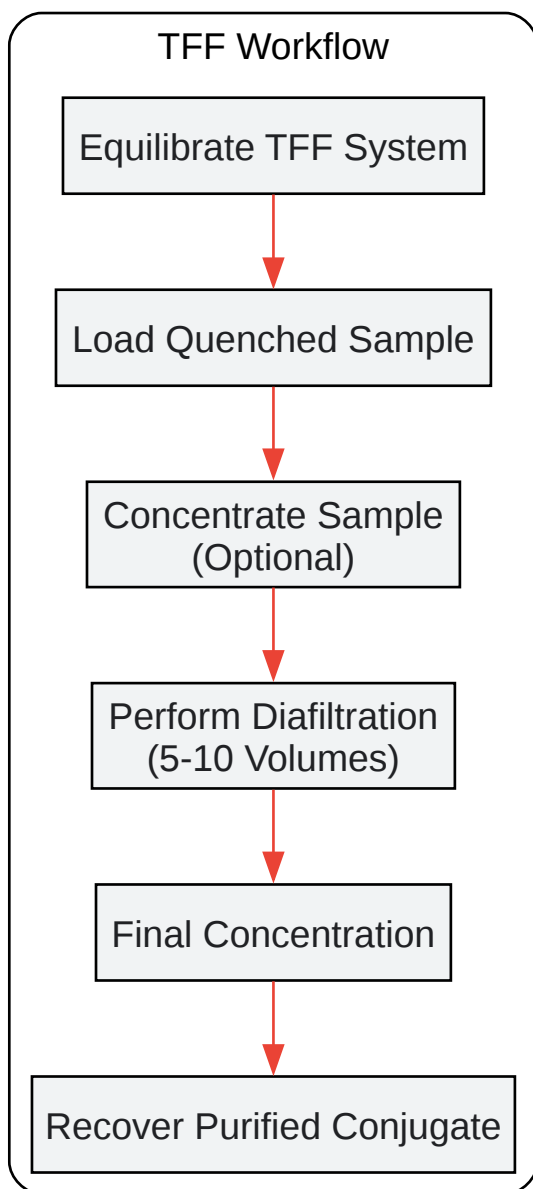 TFF Workflow
Equilibrate TFF System
Load Quenched Sample
Concentrate Sample
(Optional)
Perform Diafiltration
(5-10 Volumes)
Final Concentration
Recover Purified Conjugate